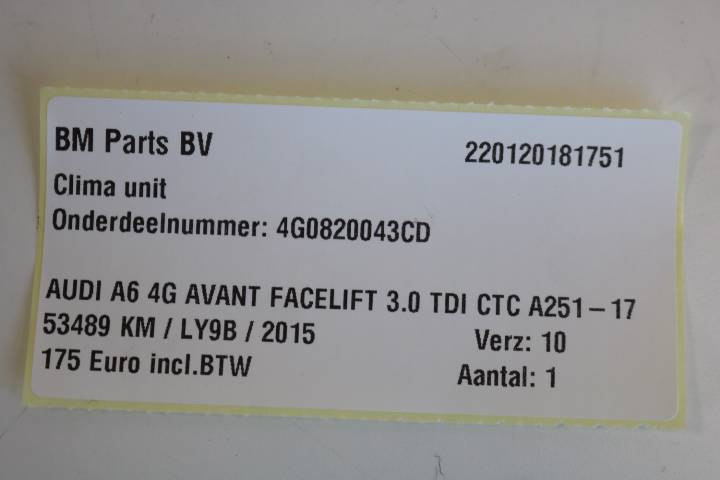 BM Parts BV 220120181751
Clima unit
Onderdeelnummer: 4G0820043CD
AUDI A6 4G AVANT FACELIFT 3.0 TDI CTC A251-17
53489 KM / LY9B / 2015 Verz: 10
175 Euro incl.BTW Aantal: 1